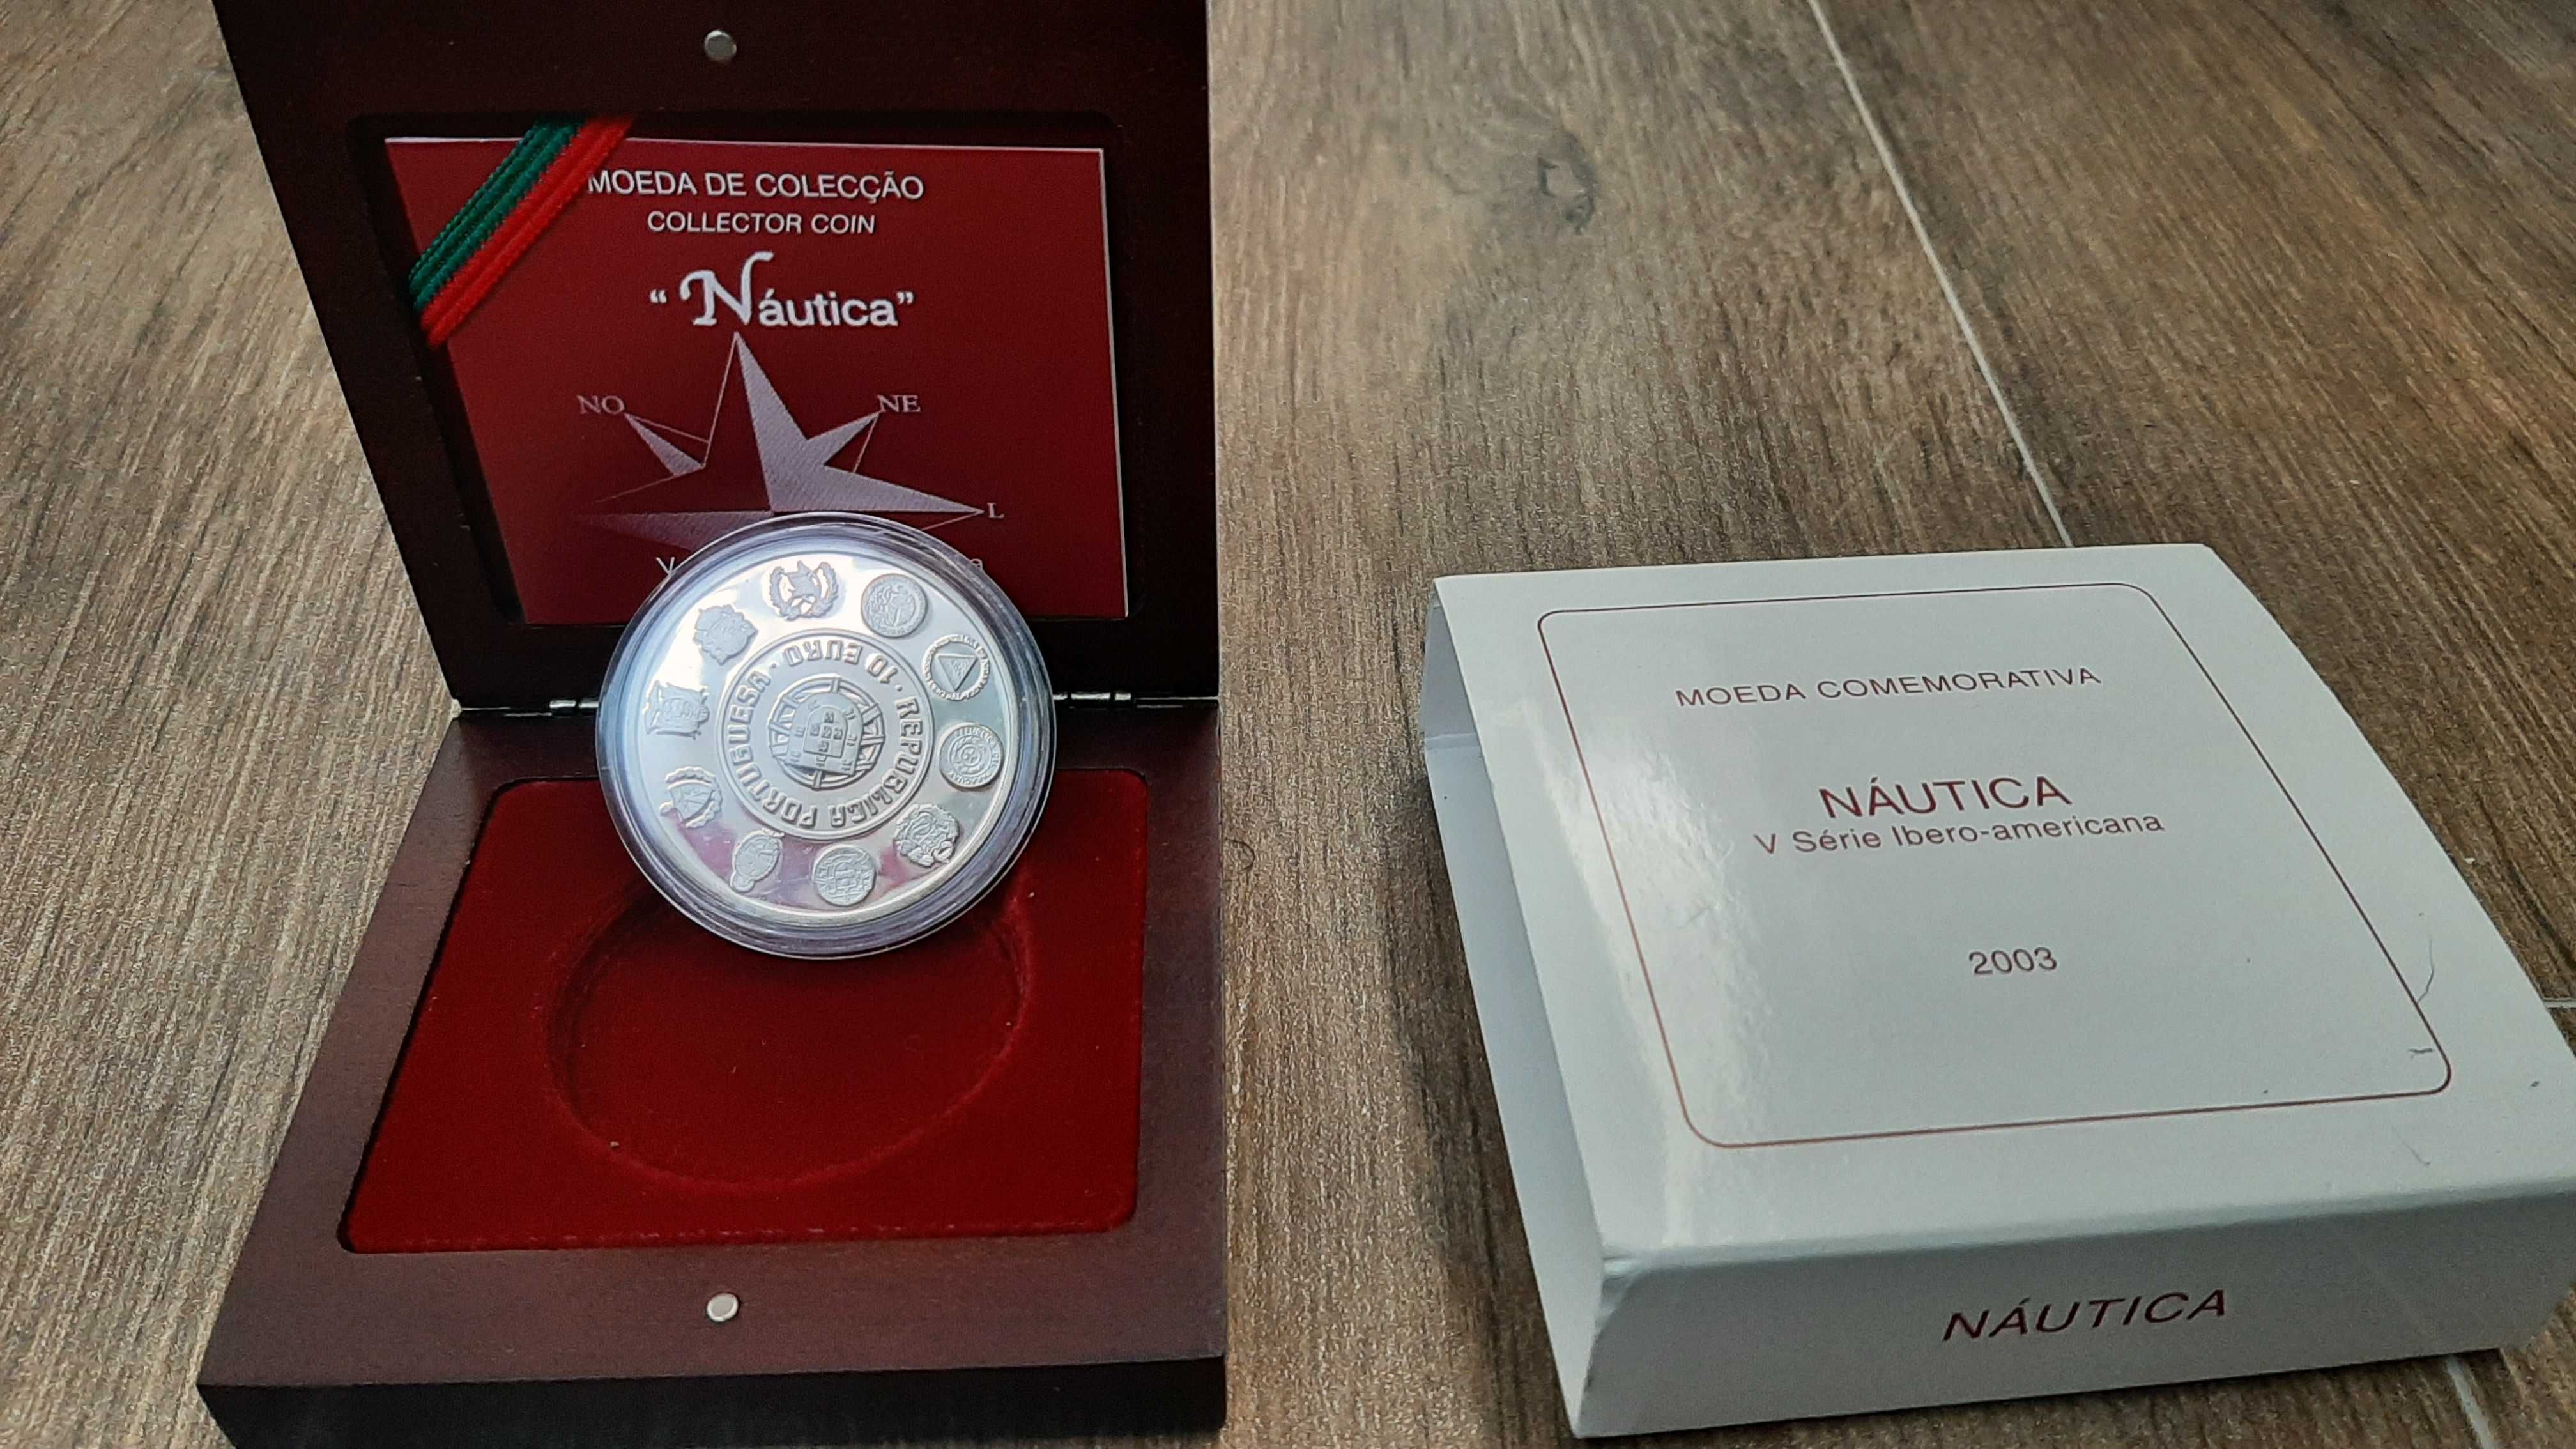 MOEDA DE COLECÇÃO
COLLECTOR COIN
“ Náutica”
NO
NE
L
V
a
· REPUBLICA PORTUGUESA · 10 EURO
MOEDA COMEMORATIVA
NÁUTICA
V Série Ibero-americana
2003
NÁUTICA